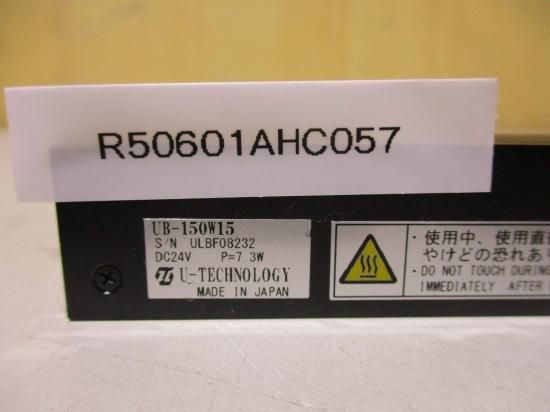 R50601AHC057
UB-150W15
S/N ULBF08232
DC24V P=7.3W
U-TECHNOLOGY
MADE IN JAPAN
・使用中、使用直
やけどの恐れあり
・DO NOT TOUCH DURING
IMMEDIATELY AFTER